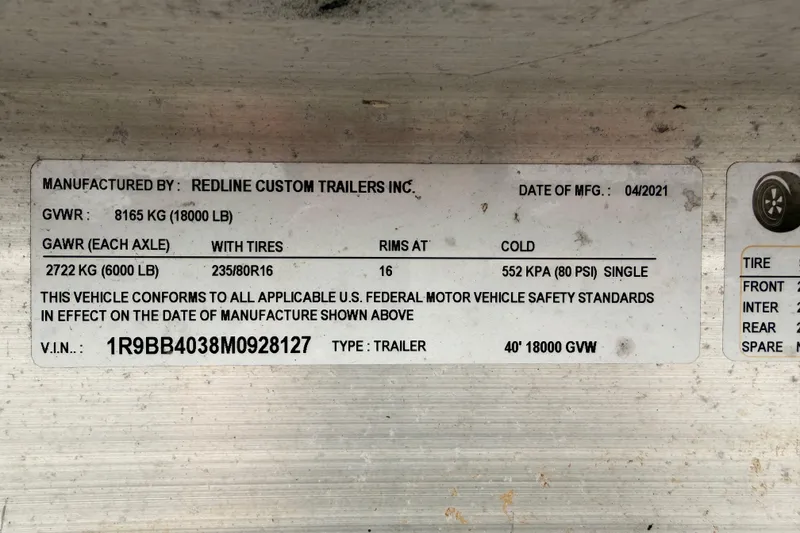 MANUFACTURED BY : REDLINE CUSTOM TRAILERS INC. DATE OF MFG. : 04/2021
GVWR : 8165 KG (18000 LB)
GAWR (EACH AXLE) WITH TIRES RIMS AT COLD
2722 KG (6000 LB) 235/80R16 16 552 KPA (80 PSI) SINGLE
THIS VEHICLE CONFORMS TO ALL APPLICABLE U.S. FEDERAL MOTOR VEHICLE SAFETY STANDARDS
IN EFFECT ON THE DATE OF MANUFACTURE SHOWN ABOVE
V.I.N.. : 1R9BB4038M0928127 TYPE : TRAILER 40' 18000 GVW
TIRE
FRONT 2
INTER 2
REAR 2
SPARE N